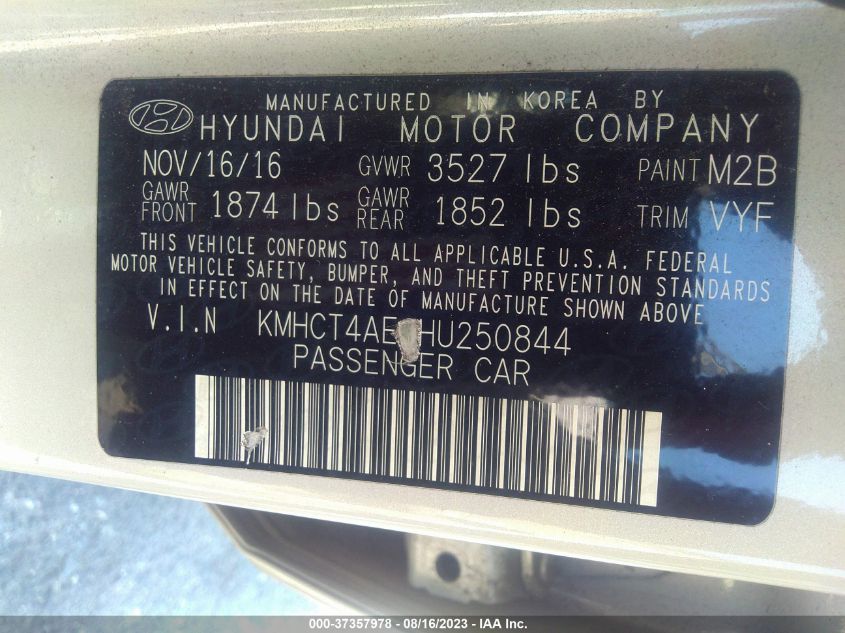 MANUFACTURED IN KOREA BY
HYUNDAI MOTOR COMPANY
NOV/16/16 GVWR 3527 lbs PAINT M2B
GAWR FRONT 1874 lbs GAWR REAR 1852 lbs TRIM VYF
THIS VEHICLE CONFORMS TO ALL APPLICABLE U.S.A. FEDERAL
MOTOR VEHICLE SAFETY, BUMPER, AND THEFT PREVENTION STANDARDS
IN EFFECT ON THE DATE OF MANUFACTURE SHOWN ABOVE
V.I.N
PASSENGER CAR
000-37357978 - 08/16/2023 - IAA Inc.